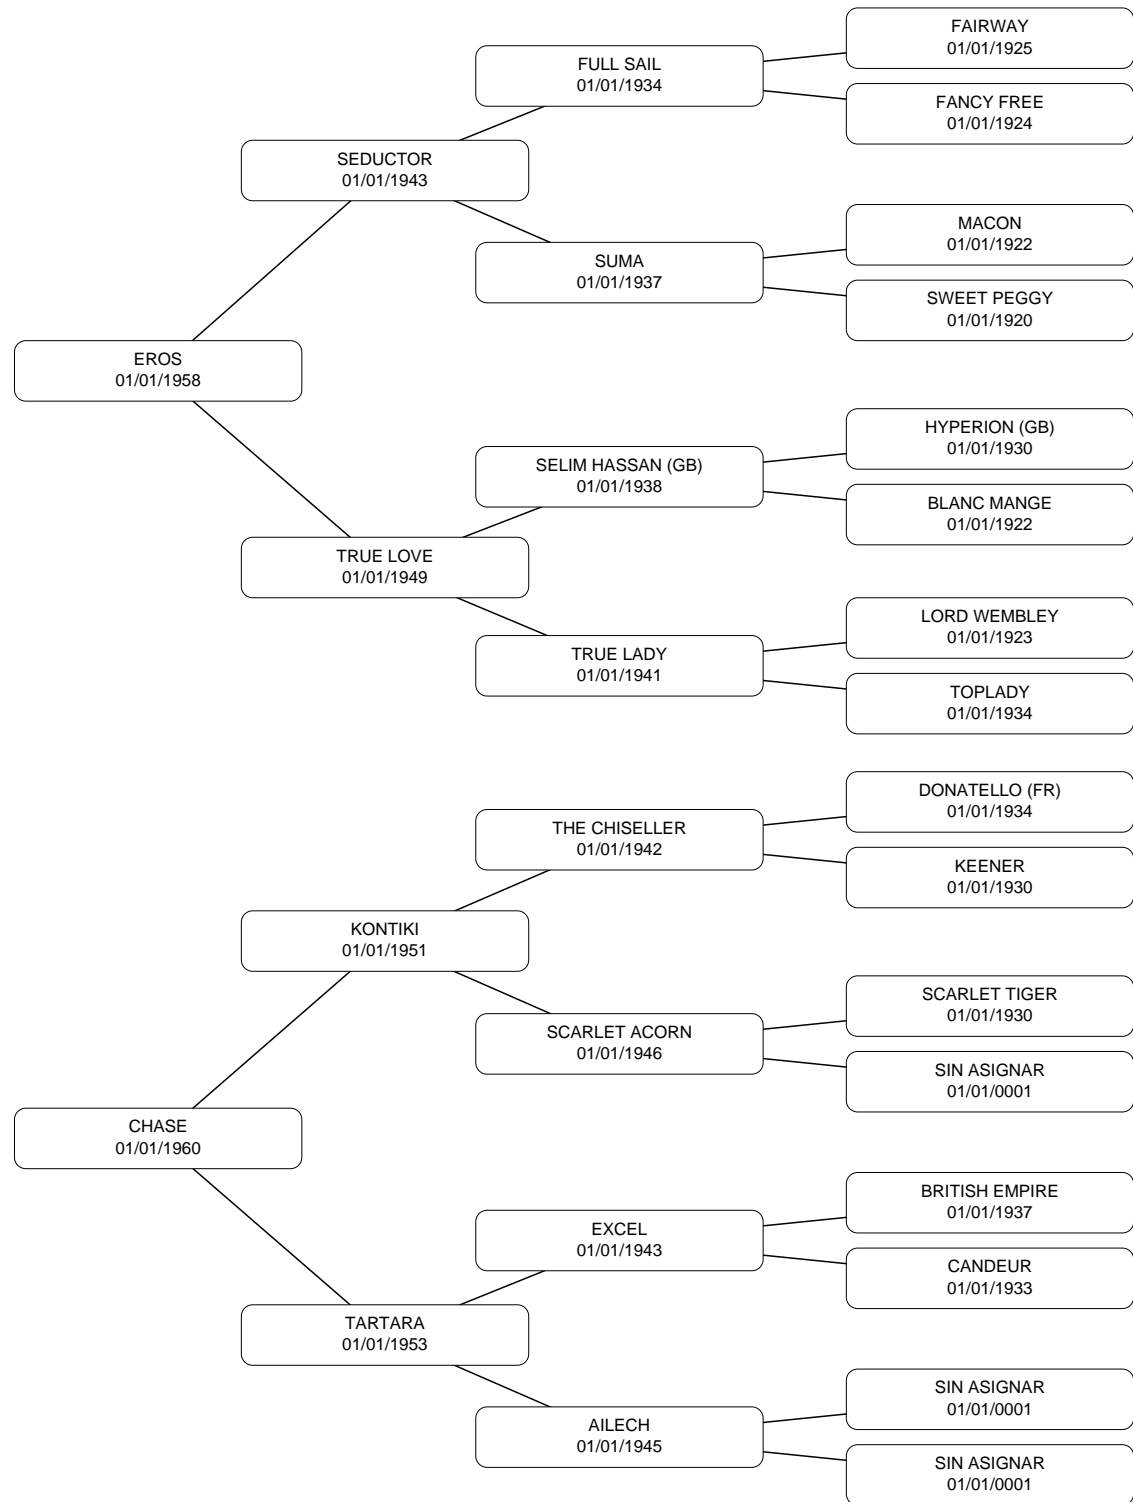 FAIRWAY
01/01/1925
FULL SAIL
01/01/1934
FANCY FREE
01/01/1924
SEDUCTOR
01/01/1943
MACON
01/01/1922
SUMA
01/01/1937
SWEET PEGGY
01/01/1920
EROS
01/01/1958
HYPERION (GB)
01/01/1930
SELIM HASSAN (GB)
01/01/1938
BLANC MANGE
01/01/1922
TRUE LOVE
01/01/1949
LORD WEMBLEY
01/01/1923
TRUE LADY
01/01/1941
TOPLADY
01/01/1934
DONATELLO (FR)
01/01/1934
THE CHISELLER
01/01/1942
KEENER
01/01/1930
KONTIKI
01/01/1951
SCARLET TIGER
01/01/1930
SCARLET ACORN
01/01/1946
SIN ASIGNAR
01/01/0001
CHASE
01/01/1960
BRITISH EMPIRE
01/01/1937
EXCEL
01/01/1943
CANDEUR
01/01/1933
TARTARA
01/01/1953
SIN ASIGNAR
01/01/0001
AILECH
01/01/1945
SIN ASIGNAR
01/01/0001